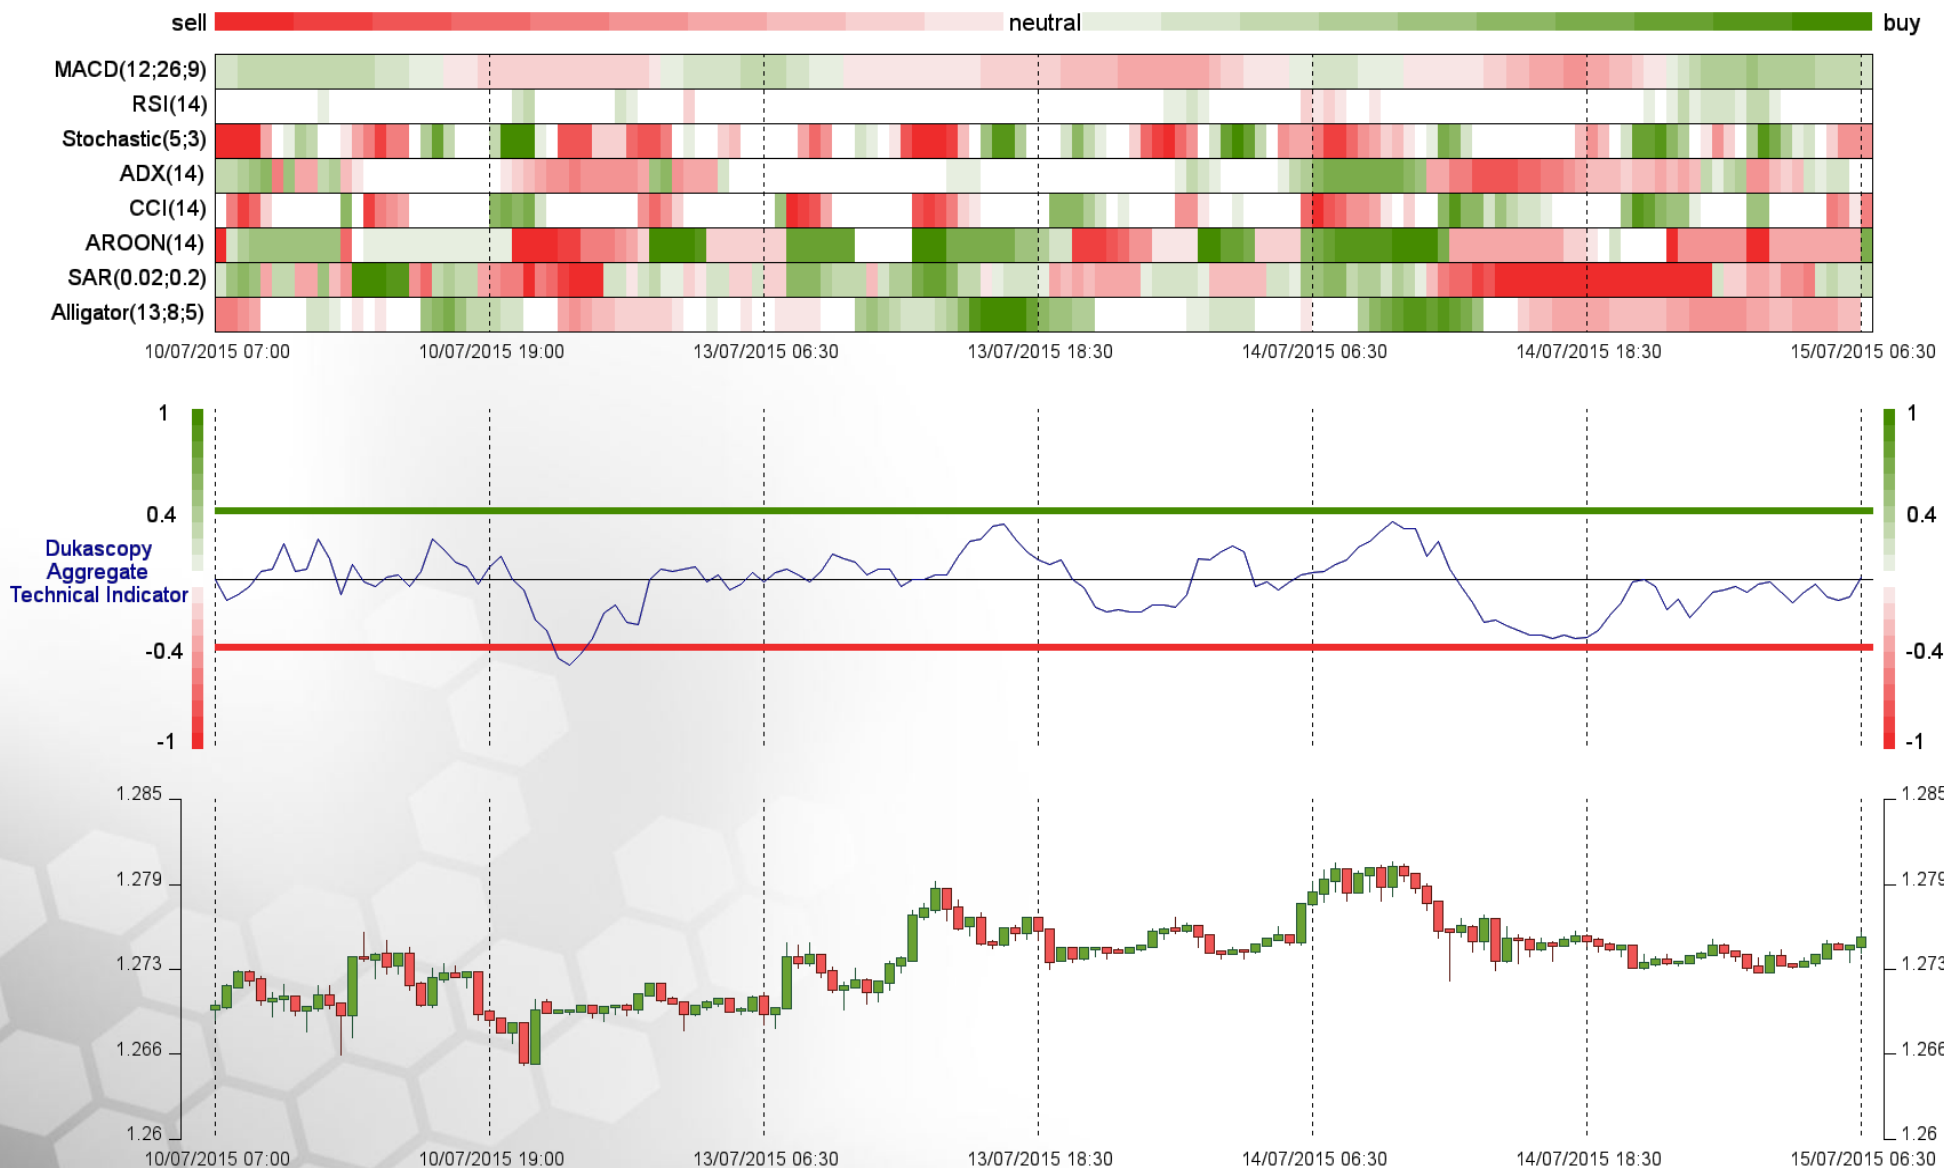 sell neutral buy
MACD(12;26;9)
RSI(14)
Stochastic(5;3)
ADX(14)
CCI(14)
AROON(14)
SAR(0.02;0.2)
Alligator(13;8;5)
10/07/2015 07:00 10/07/2015 19:00 13/07/2015 06:30 13/07/2015 18:30 14/07/2015 06:30 14/07/2015 18:30 15/07/2015 06:30
1 1
0.4 0.4
Dukascopy
Aggregate
Technical Indicator
-0.4 -0.4
-1 -1
1.285 1.285
1.279 1.279
1.273 1.273
1.266 1.266
1.26 1.26
10/07/2015 07:00 10/07/2015 19:00 13/07/2015 06:30 13/07/2015 18:30 14/07/2015 06:30 14/07/2015 18:30 15/07/2015 06:30